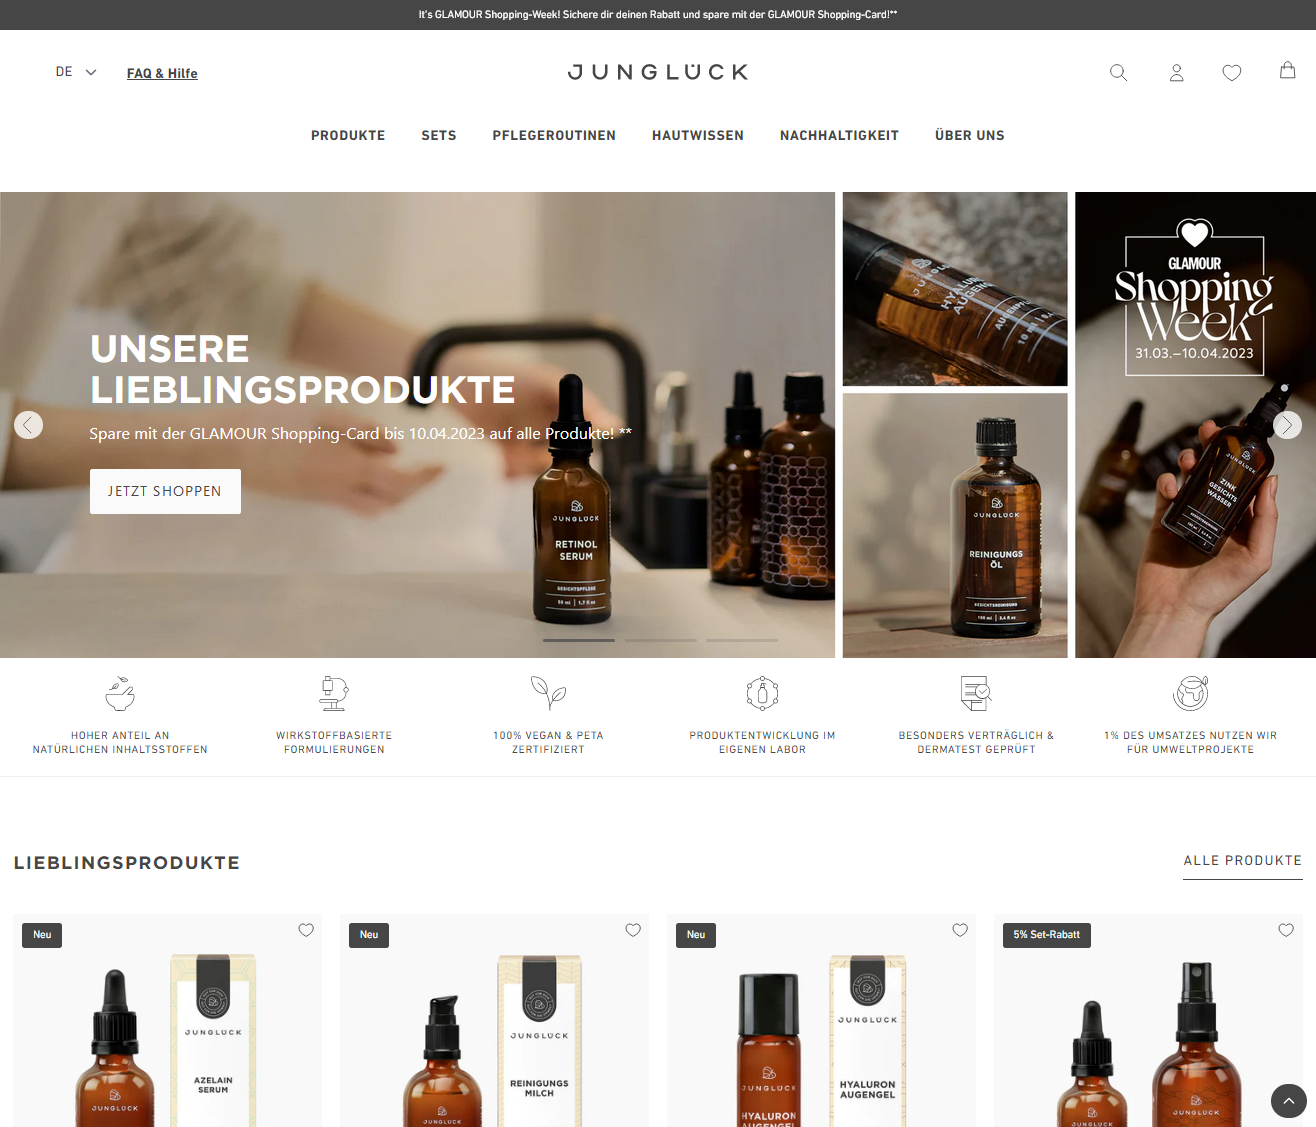 It's GLAMOUR Shopping-Week! Sichere dir deinen Rabatt und spare mit der GLAMOUR Shopping-Card!**
DE
FAQ & Hilfe
JUNGLÜCK
PRODUKTE
SETS
PFLEGEROUTINEN
HAUTWISSEN
NACHHALTIGKEIT
ÜBER UNS
UNSERE
LIEBLINGSPRODUKTE
Spare mit der GLAMOUR Shopping-Card bis 10.04.2023 auf alle Produkte! **
JETZT SHOPPEN
JUNGLÜCK
RETINOL
SERUM
GESICHTSPFLEGE
50 ml | 1.7 fl oz
JUNGLÜCK
REINIGUNGS
ÖL
GESICHTSREINIGUNG
100 ml | 3.4 fl oz
GLAMOUR
Shopping
Week
31.03.–10.04.2023
JUNGLÜCK
ZINK
GESICHTS
WASSER
HOHER ANTEIL AN
NATÜRLICHEN INHALTSSTOFFEN
WIRKSTOFFBASIERTE
FORMULIERUNGEN
100% VEGAN & PETA
ZERTIFIZIERT
PRODUKTENTWICKLUNG IM
EIGENEN LABOR
BESONDERS VERTRÄGLICH &
DERMATEST GEPRÜFT
1% DES UMSATZES NUTZEN WIR
FÜR UMWELTPROJEKTE
LIEBLINGSPRODUKTE
ALLE PRODUKTE
Neu
JUNGLÜCK
JUNGLÜCK
AZELAIN
SERUM
Neu
JUNGLÜCK
JUNGLÜCK
REINIGUNGS
MILCH
Neu
JUNGLÜCK
HYALURON
AUGENGEL
JUNGLÜCK
HYALURON
AUGENGEL
5% Set-Rabatt
JUNGLÜCK
JUNGLÜCK